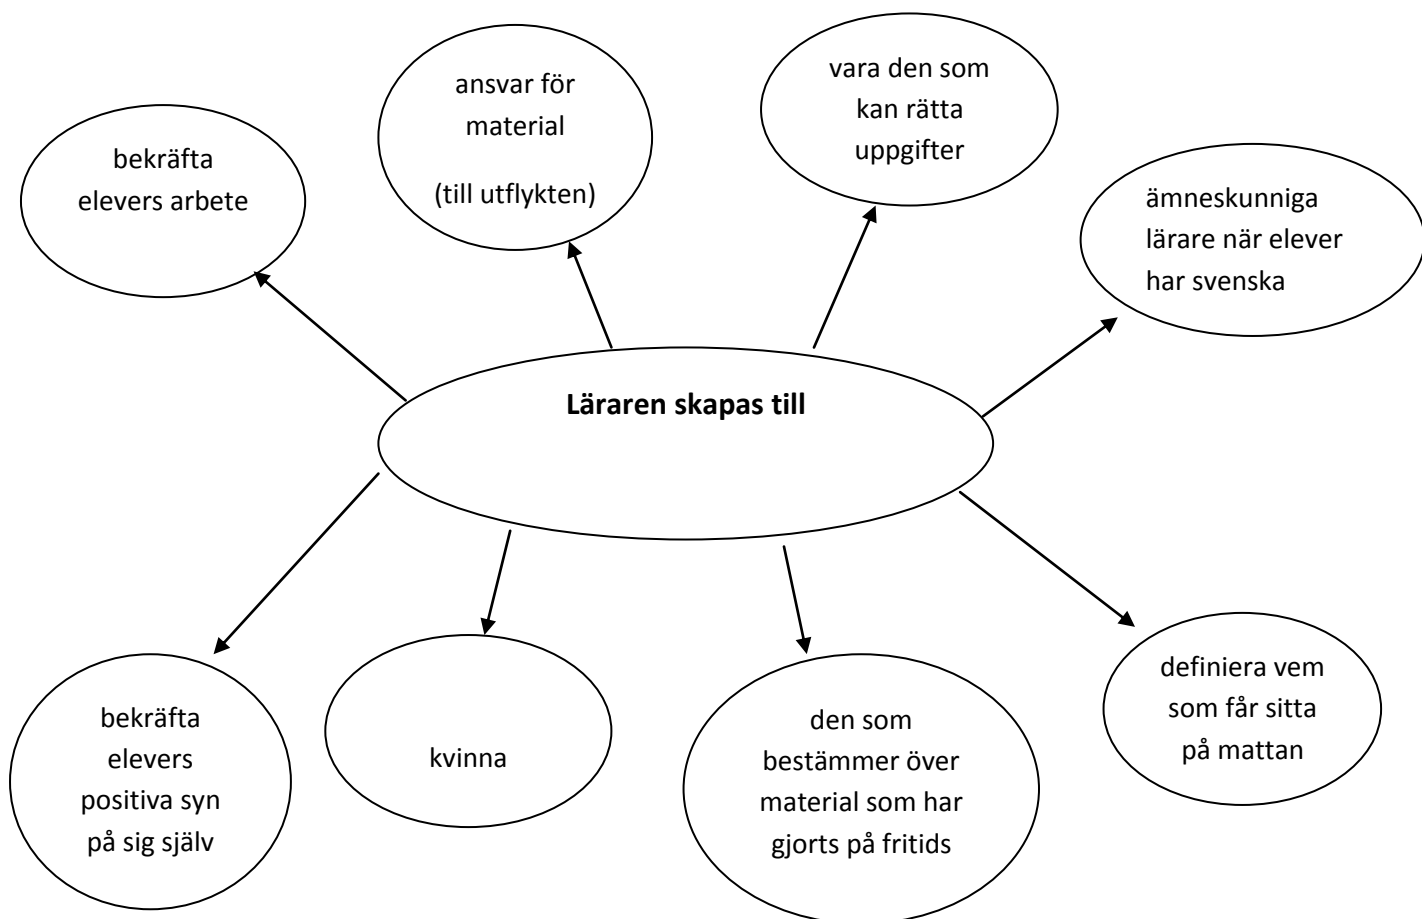 bekräfta
elevers arbete
ansvar för
material
(till utflykten)
vara den som
kan rätta
uppgifter
ämneskunniga
lärare när elever
har svenska
Läraren skapas till
bekräfta
elevers
positiva syn
på sig själv
kvinna
den som
bestämmer över
material som har
gjorts på fritids
definiera vem
som får sitta
på mattan